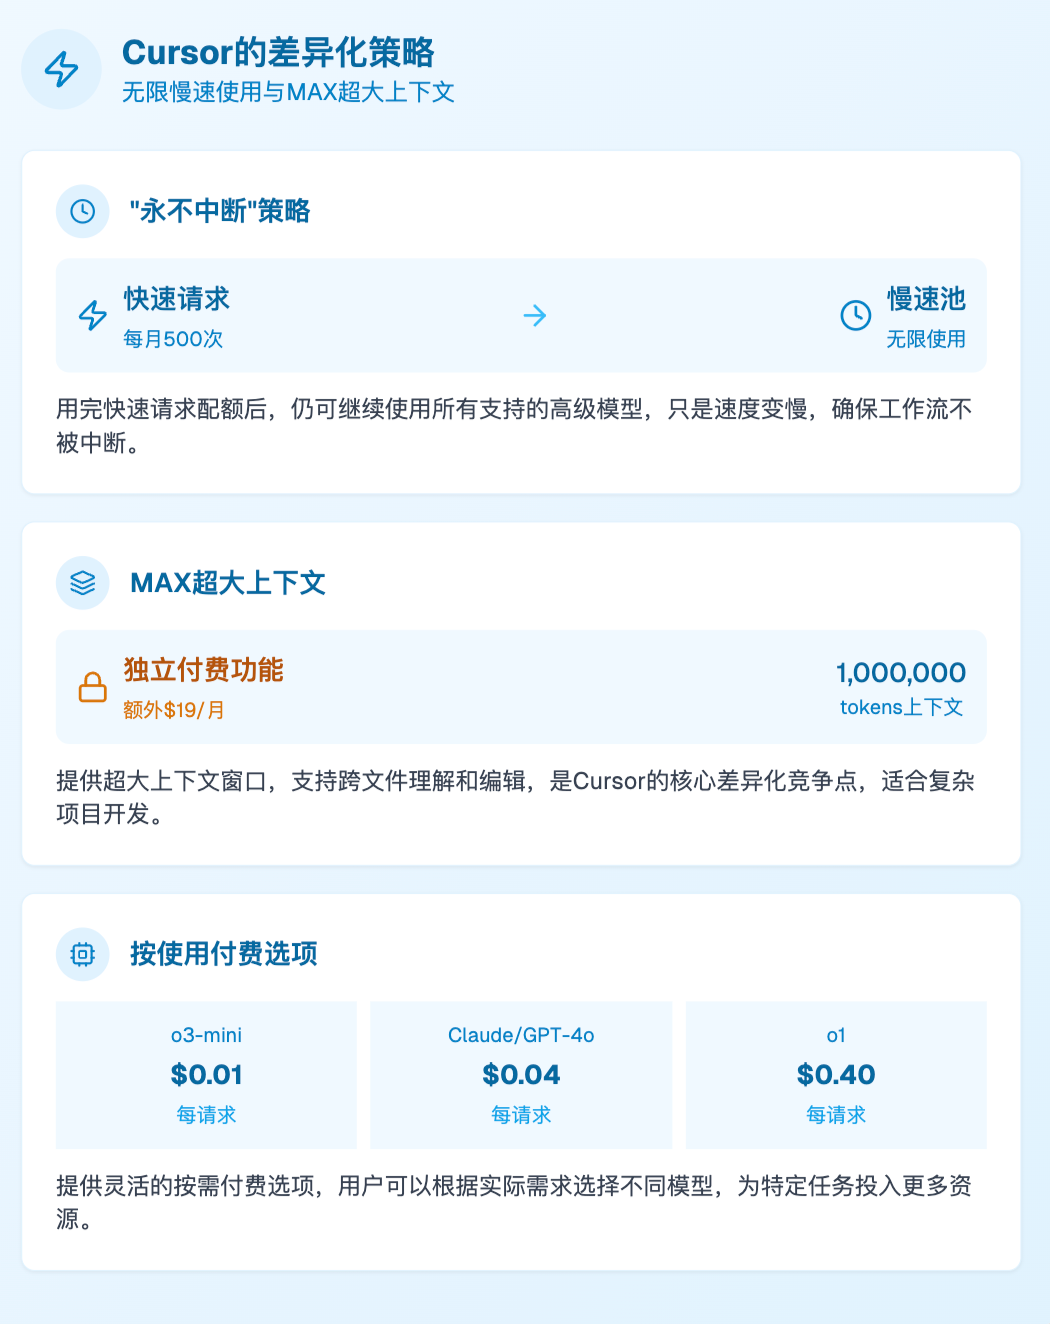 Cursor的差异化策略
无限慢速使用与MAX超大上下文
"永不中断"策略
快速请求
每月500次
慢速池
无限使用
用完快速请求配额后，仍可继续使用所有支持的高级模型，只是速度变慢，确保工作流不
被中断。
MAX超大上下文
独立付费功能
额外$19/月
1,000,000
tokens上下文
提供超大上下文窗口，支持跨文件理解和编辑，是Cursor的核心差异化竞争点，适合复杂
项目开发。
按使用付费选项
o3-mini
$0.01
每请求
Claude/GPT-4o
$0.04
每请求
o1
$0.40
每请求
提供灵活的按需付费选项，用户可以根据实际需求选择不同模型，为特定任务投入更多资
源。